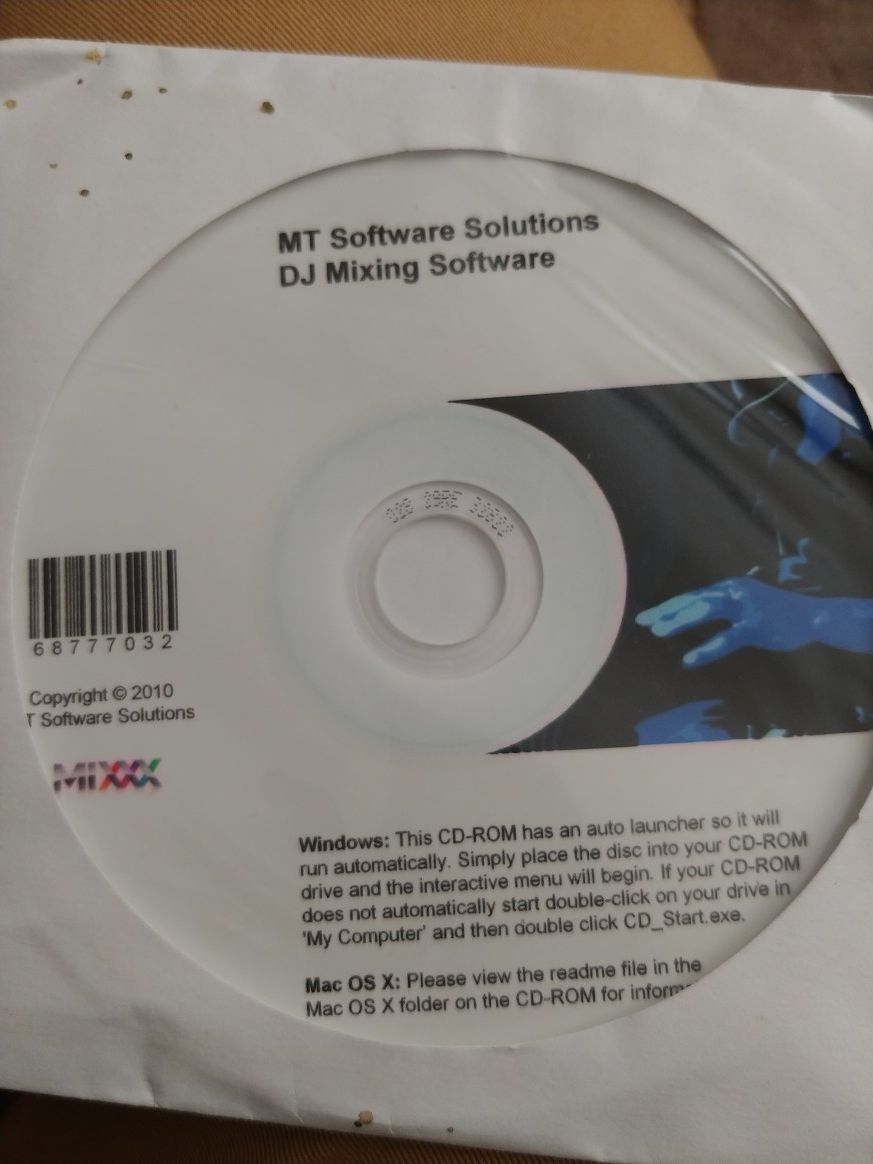 MT Software Solutions
DJ Mixing Software
68777032
Copyright © 2010
T Software Solutions
MIXXX
Windows: This CD-ROM has an auto launcher so it will
run automatically. Simply place the disc into your CD-ROM
drive and the interactive menu will begin. If your CD-ROM
does not automatically start double-click on your drive in
'My Computer' and then double click CD_Start.exe.
Mac OS X: Please view the readme file in the
Mac OS X folder on the CD-ROM for inform